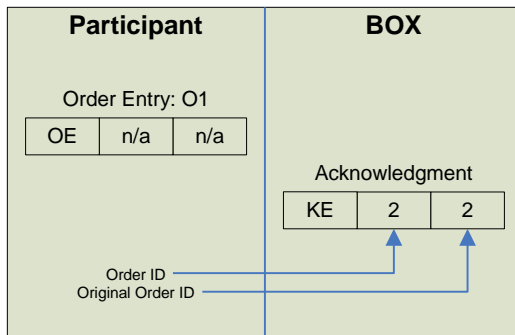 Participant
BOX
Order Entry: O1
OE n/a n/a
Acknowledgment
KE 2 2
Order ID
Original Order ID